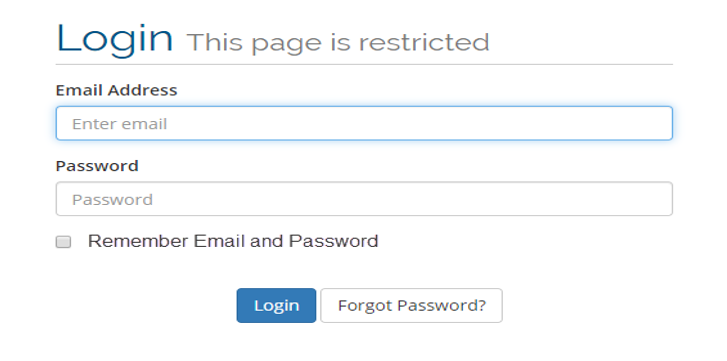 Login This page is restricted
Email Address
Enter email
Password
Password
Remember Email and Password
Login Forgot Password?